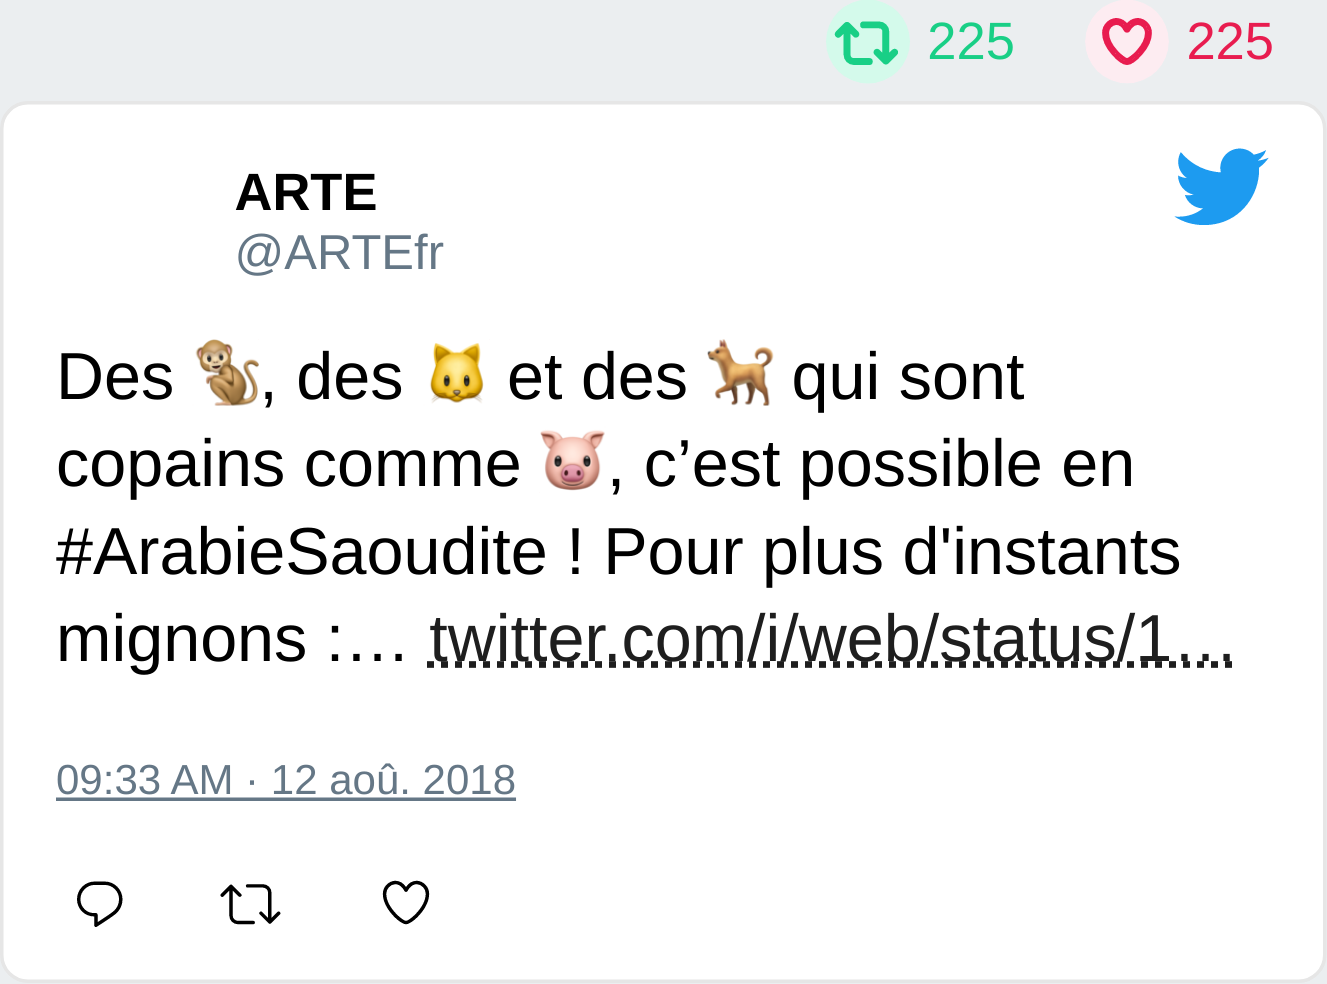 225 225
ARTE
@ARTEfr
Des 🐒, des 🐱 et des 🐕 qui sont
copains comme 🐷, c’est possible en
#ArabieSaoudite ! Pour plus d'instants
mignons :… twitter.com/i/web/status/1…
09:33 AM · 12 aoû. 2018